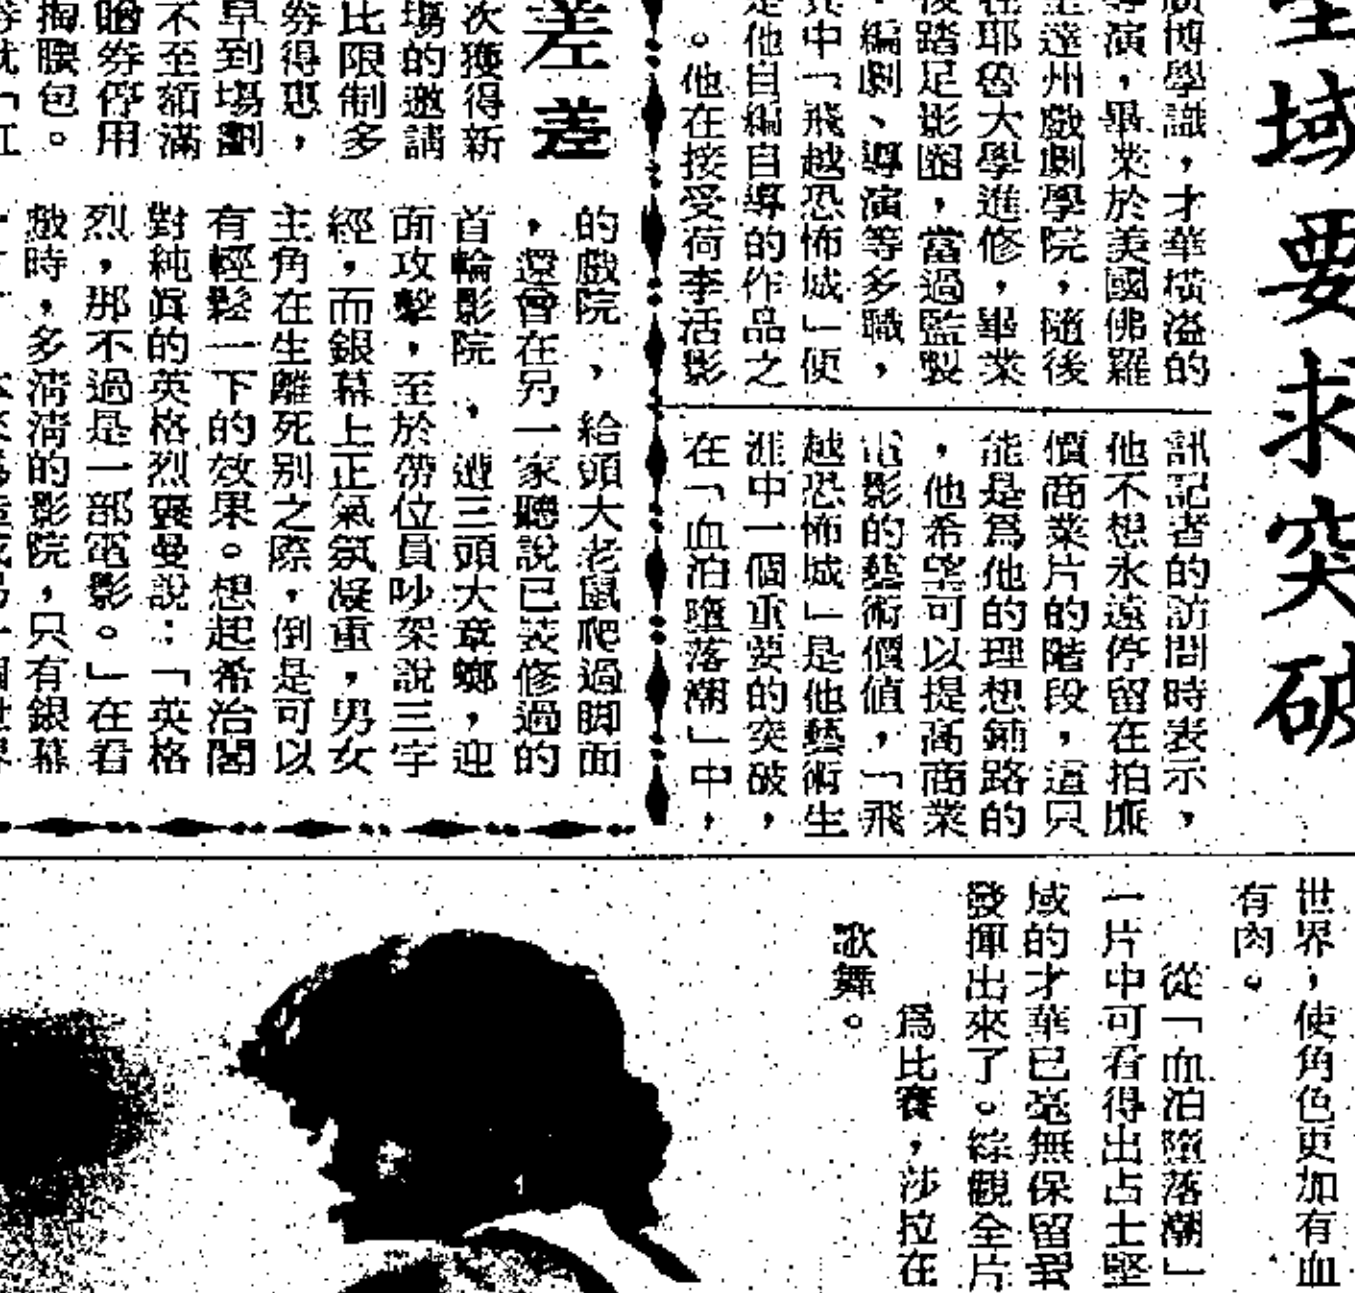 域要求突破
廣博學識，才華橫溢的
導演，畢業於美國佛羅
里達州戲劇學院，隨後
在耶魯大學進修，畢業
後踏足影圈，當過監製
、編劇、導演等多職，
其中「飛越恐怖城」便
是他自編自導的作品之
。他在接受荷李活影
訊記者的訪問時表示，
他不想永遠停留在拍廉
價商業片的階段，這只
能是爲他的理想鋪路的
，他希望可以提高商業
電影的藝術價值，「飛
越恐怖城」是他藝術生
涯中一個重要的突破，
在「血泊墮落潮」中，
差差
次獲得新
場的邀請
比限制多
券得惠，
早到場劃
不至額滿
贈券停用
掏腰包。
的戲院，給頭大老鼠爬過脚面
，還曾在另一家聽說已裝修過的
首輪影院，遭三頭大章螂，迎
面攻擊，至於帶位員吵架說三字
經，而銀幕上正氣氛凝重，男女
主角在生離死別之際，倒是可以
有輕鬆一下的效果。想起希治閣
對純眞的英格烈褒曼說：「英格
烈，那不過是一部電影。」在看
戲時，多淸淸的影院，只有銀幕
世界，使角色更加有血
有肉。
從「血泊墮落潮」
一片中可看得出占士堅
域的才華已毫無保留
發揮出來了。綜觀全片
爲比賽，莎拉在
歌舞。